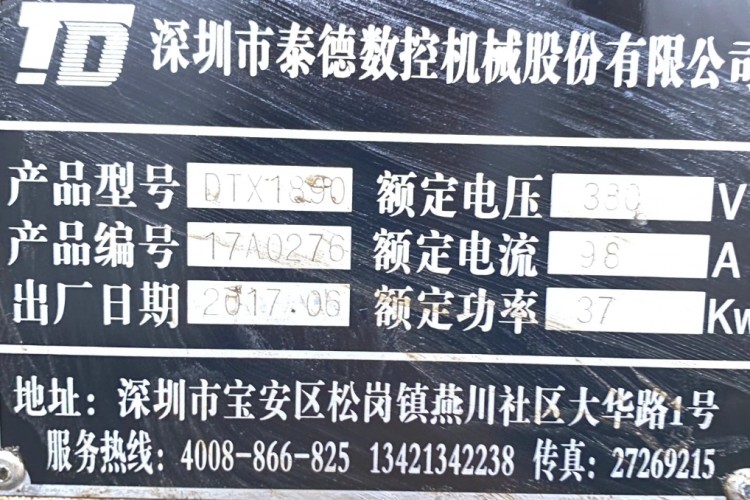 TD 深圳市泰德数控机械股份有限公司
产品型号 DTX1890 额定电压 380 V
产品编号 17A0276 额定电流 98 A
出厂日期 2017.06 额定功率 37 Kw
地址：深圳市宝安区松岗镇燕川社区大华路1号
服务热线：4008-866-825 13421342238 传真：27269215